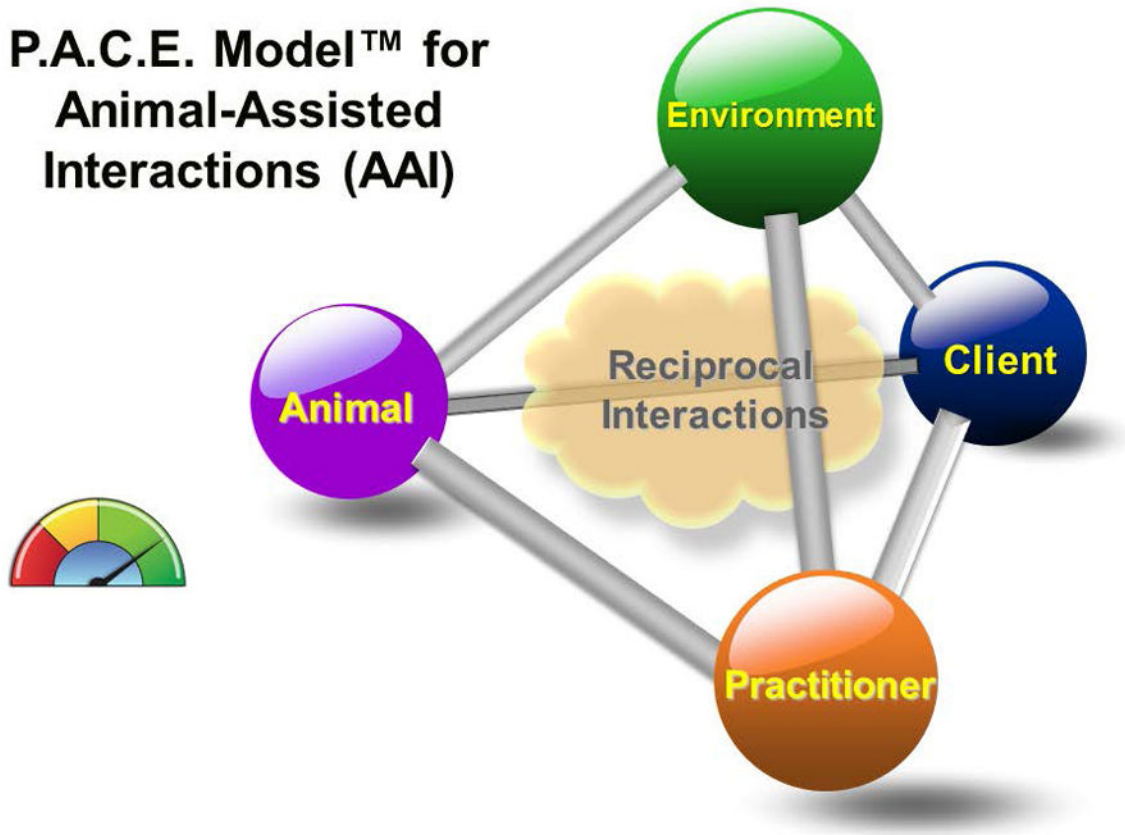 P.A.C.E. Model™ for
Animal-Assisted
Interactions (AAI)
Environment
Reciprocal
Interactions
Client
Animal
Practitioner